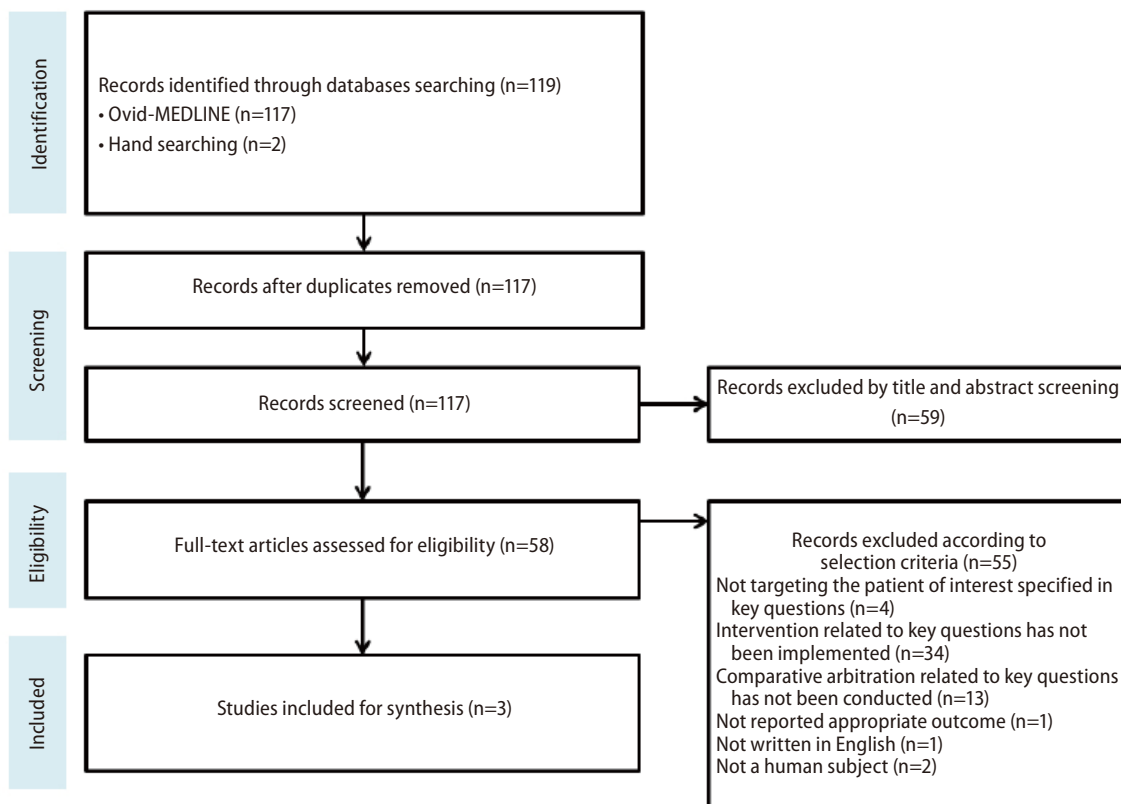 Identification
Records identified through databases searching (n=119)
• Ovid-MEDLINE (n=117)
• Hand searching (n=2)
Screening
Records after duplicates removed (n=117)
Records screened (n=117)
Records excluded by title and abstract screening
(n=59)
Eligibility
Full-text articles assessed for eligibility (n=58)
Records excluded according to
selection criteria (n=55)
Not targeting the patient of interest specified in
key questions (n=4)
Intervention related to key questions has not
been implemented (n=34)
Comparative arbitration related to key questions
has not been conducted (n=13)
Not reported appropriate outcome (n=1)
Not written in English (n=1)
Not a human subject (n=2)
Included
Studies included for synthesis (n=3)